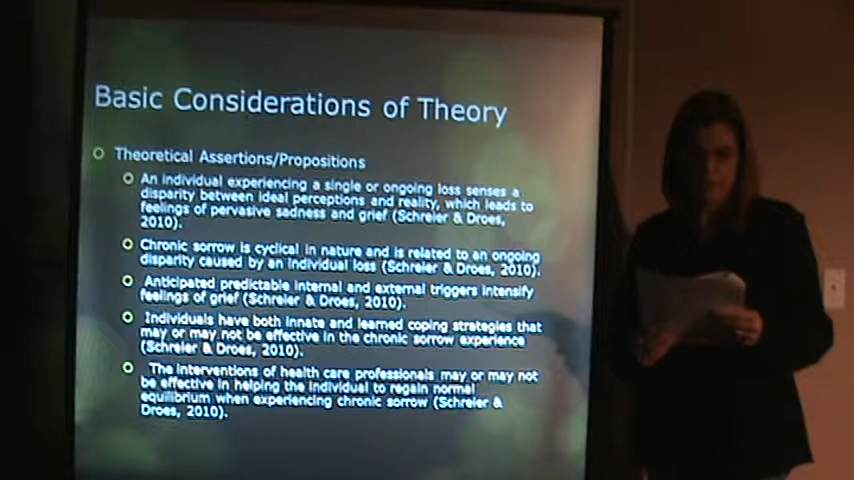 Basic Considerations of Theory
Theoretical Assertions/Propositions
An individual experiencing a single or ongoing loss senses a
disparity between ideal perceptions and reality, which leads to
feelings of pervasive sadness and grief (Schreier & Droes,
2010).
Chronic sorrow is cyclical in nature and is related to an ongoing
disparity caused by an individual loss (Schreier & Droes, 2010).
Anticipated predictable internal and external triggers intensify
feelings of grief (Schreier & Droes, 2010).
Individuals have both innate and learned coping strategies that
may or may not be effective in the chronic sorrow experience
(Schreier & Droes, 2010).
The interventions of health care professionals may or may not
be effective in helping the individual to regain normal
equilibrium when experiencing chronic sorrow (Schreier &
Droes, 2010).